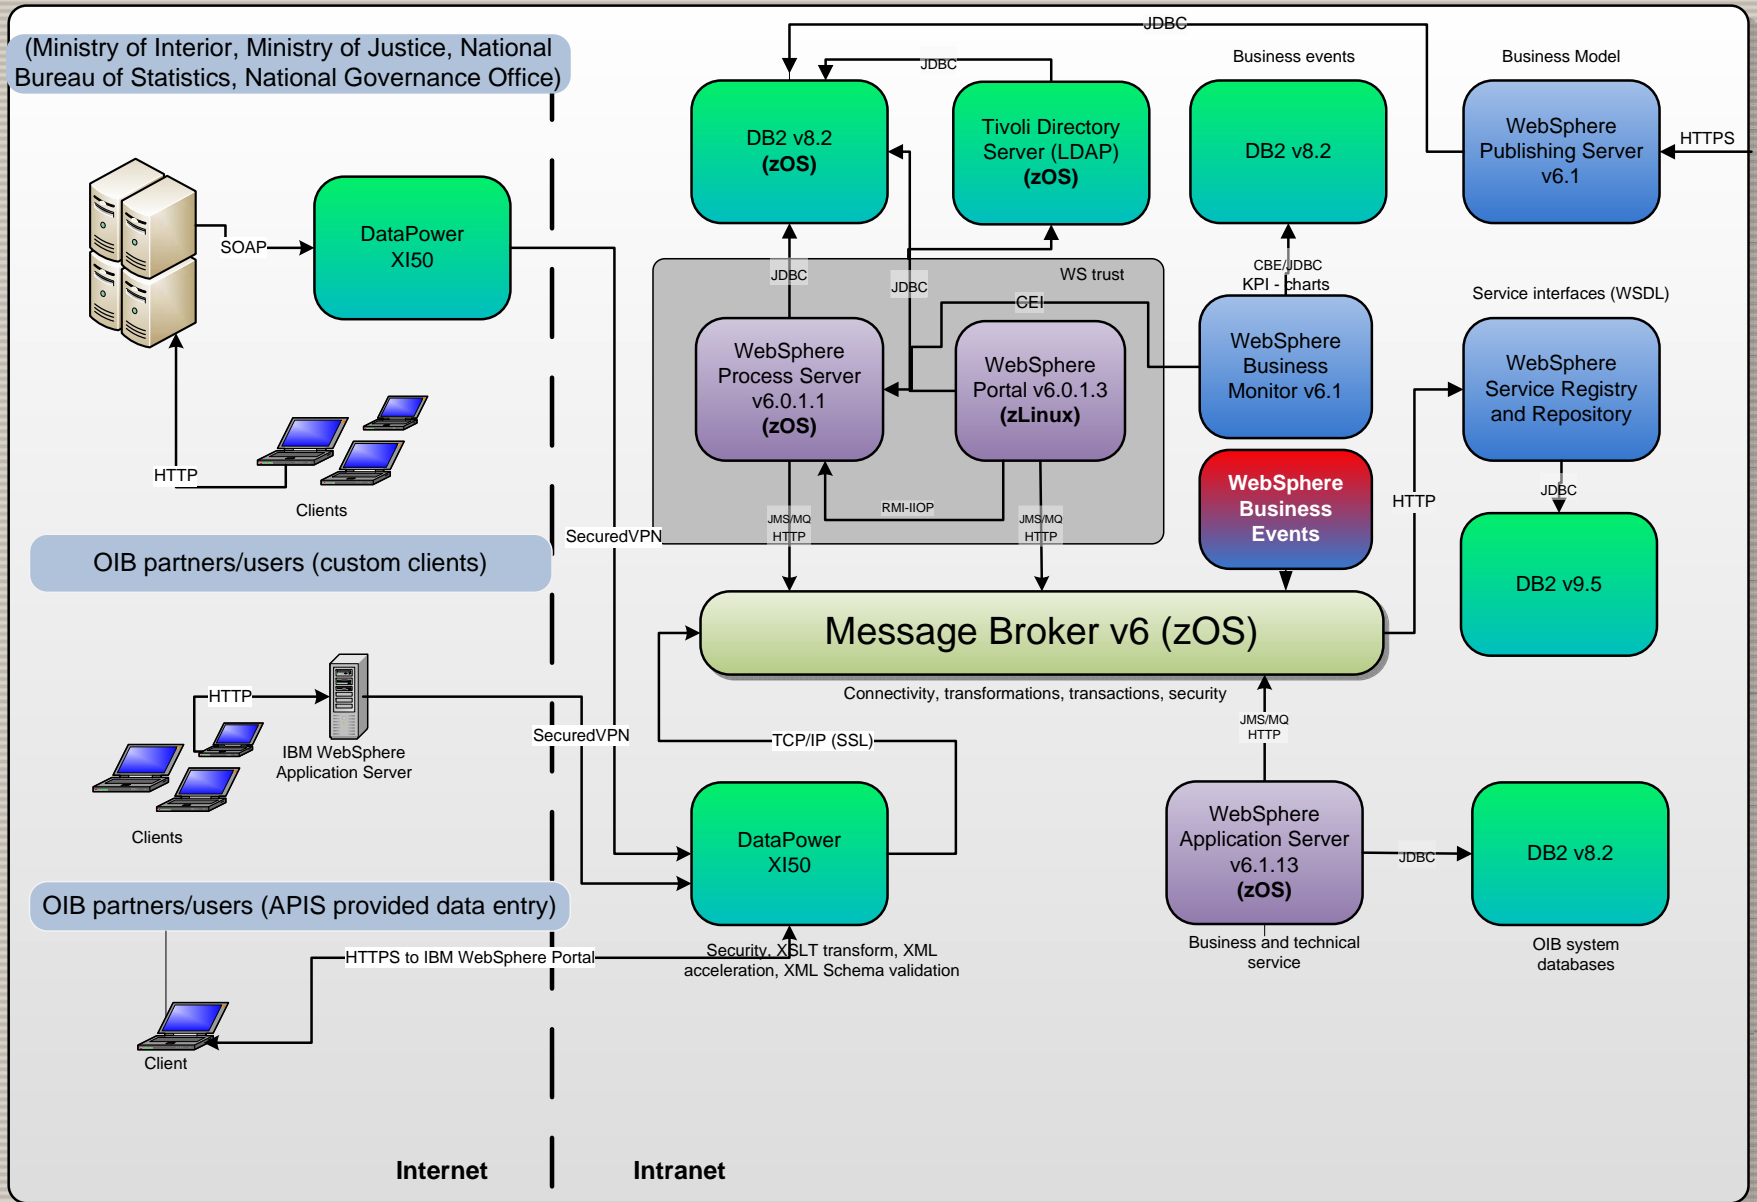 (Ministry of Interior, Ministry of Justice, National
Bureau of Statistics, National Governance Office)
SOAP
DataPower
XI50
HTTP
Clients
OIB partners/users (custom clients)
HTTP
IBM WebSphere
Application Server
Clients
OIB partners/users (APIS provided data entry)
HTTPS to IBM WebSphere Portal
Client
Internet
Intranet
SecuredVPN
SecuredVPN
JDBC
JDBC
Business events
Business Model
DB2 v8.2
(zOS)
Tivoli Directory
Server (LDAP)
(zOS)
DB2 v8.2
WebSphere
Publishing Server
v6.1
HTTPS
JDBC
JDBC
WS trust
CEI
CBE/JDBC
KPI - charts
Service interfaces (WSDL)
WebSphere
Process Server
v6.0.1.1
(zOS)
WebSphere
Portal v6.0.1.3
(zLinux)
WebSphere
Business
Monitor v6.1
WebSphere
Service Registry
and Repository
WebSphere
Business
Events
HTTP
JDBC
RMI-IIOP
JMS/MQ
HTTP
JMS/MQ
HTTP
DB2 v9.5
Message Broker v6 (zOS)
Connectivity, transformations, transactions, security
TCP/IP (SSL)
JMS/MQ
HTTP
DataPower
XI50
Security, XSLT transform, XML
acceleration, XML Schema validation
WebSphere
Application Server
v6.1.13
(zOS)
Business and technical
service
JDBC
DB2 v8.2
OIB system
databases